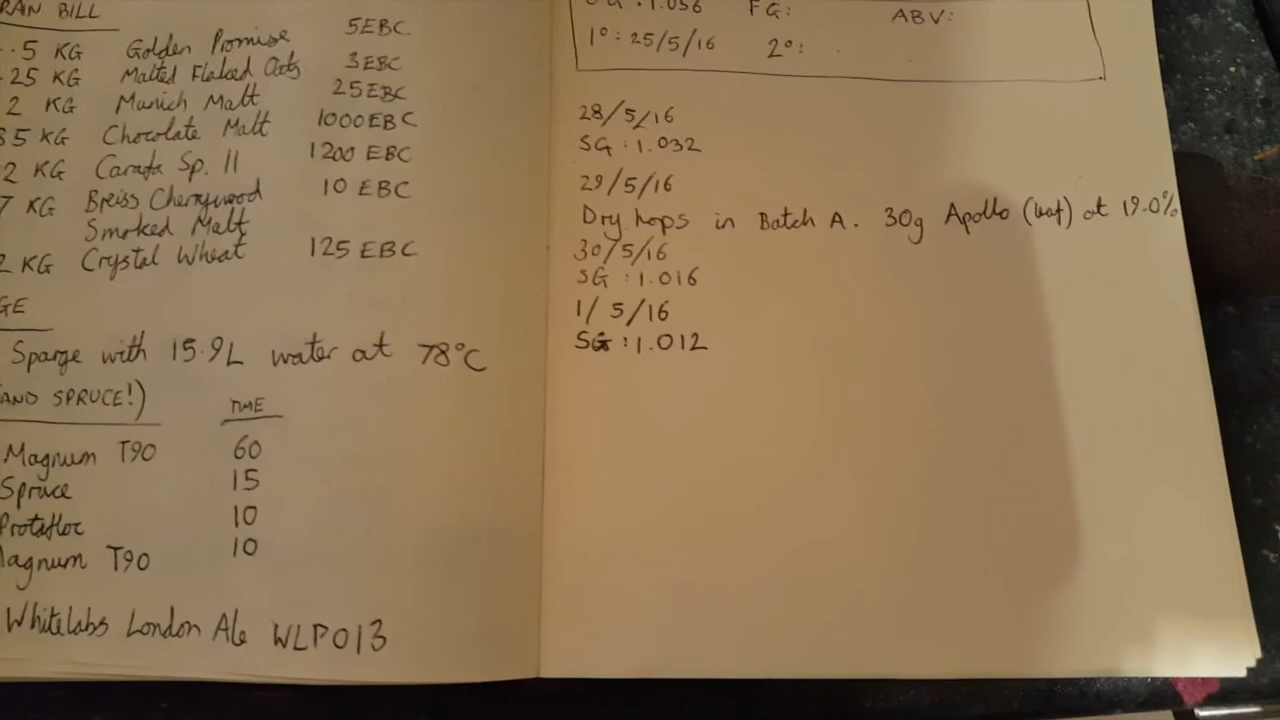 RAIN BILL
.5 KG Golden Promise 5EBC
25 KG Malted Flaked Oats 3EBC
2 KG Munich Malt 25EBC
35 KG Chocolate Malt 1000EBC
2 KG Carafa Sp. II 1200 EBC
7 KG Breiss Cherrywood 10 EBC
Smoked Malt
2 KG Crystal Wheat 125 EBC
GE
Sparge with 15.9L water at 78°C
AND SPRUCE!) TIME
Magnum T90 60
Spruce 15
Protafloc 10
Magnum T90 10
Whitelabs London Ale WLP013
: 1.056 FG: ABV:
1°: 25/5/16 2°:
28/5/16
SG: 1.032
29/5/16
Dry hops in Batch A. 30g Apollo (leaf) at 19.0%
30/5/16
SG: 1.016
1/5/16
SG: 1.012